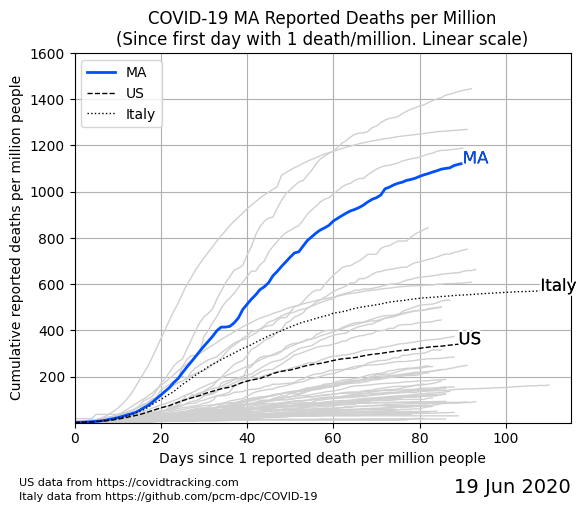 COVID-19 MA Reported Deaths per Million
(Since first day with 1 death/million. Linear scale)
Cumulative reported deaths per million people
1600
1400
1200
1000
800
600
400
200
MA
US
Italy
MA
Italy
US
0 20 40 60 80 100
Days since 1 reported death per million people
US data from https://covidtracking.com
Italy data from https://github.com/pcm-dpc/COVID-19
19 Jun 2020